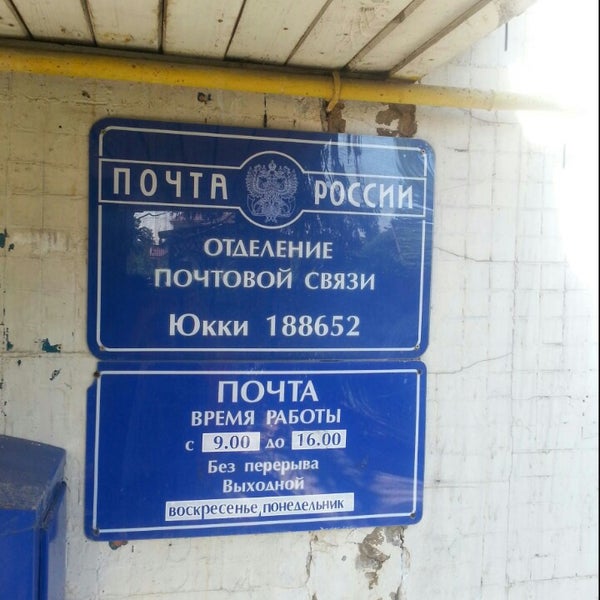 ПОЧТА РОССИИ
ОТДЕЛЕНИЕ
ПОЧТОВОЙ СВЯЗИ
Юкки 188652
ПОЧТА
ВРЕМЯ РАБОТЫ
с 9.00 до 16.00
Без перерыва
Выходной
воскресенье, понедельник